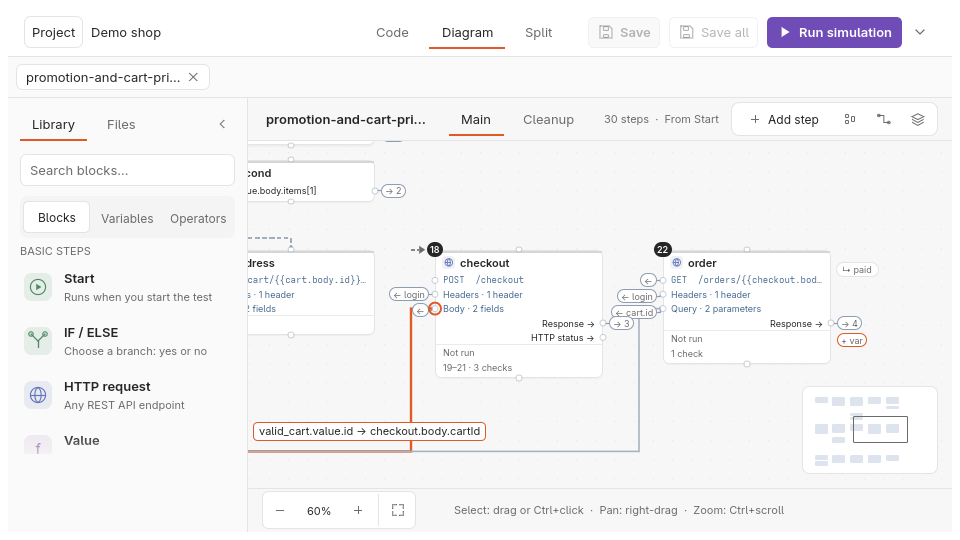 Project
Demo shop
Code
Diagram
Split
Save
Save all
Run simulation
promotion-and-cart-pri...
Library
Files
promotion-and-cart-pri...
Main
Cleanup
30 steps · From Start
Add step
Search blocks...
Blocks
Variables
Operators
BASIC STEPS
Start
Runs when you start the test
IF / ELSE
Choose a branch: yes or no
HTTP request
Any REST API endpoint
Value
f
cond
ue.body.items[1]
→ 2
dress
cart/{{cart.body.id}}…
s · 1 header
2 fields
18
checkout
POST /checkout
← login
Headers · 1 header
←
Body · 2 fields
Response →
→ 3
HTTP status →
Not run
19–21 · 3 checks
22
order
←
GET /orders/{{checkout.bod…
← login
Headers · 1 header
← cart.id
Query · 2 parameters
Response →
→ 4
Not run
1 check
↳ paid
+ var
valid_cart.value.id → checkout.body.cartId
60%
Select: drag or Ctrl+click · Pan: right-drag · Zoom: Ctrl+scroll